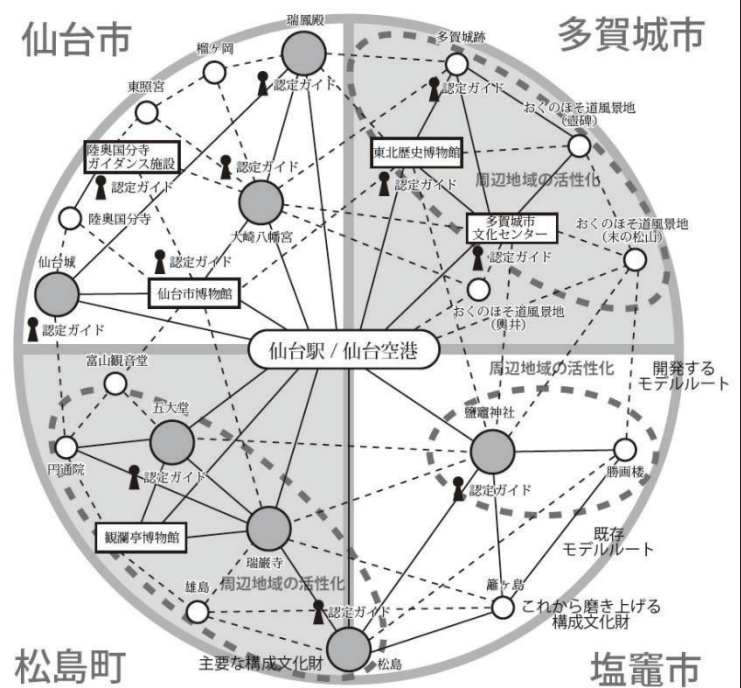 仙台市
多賀城市
瑞鳳殿
榴ヶ岡
多賀城跡
認定ガイド
認定ガイド
東照宮
おくのほそ道風景地
(壺碑)
陸奥国分寺
ガイダンス施設
東北歴史博物館
認定ガイド
認定ガイド
認定ガイド
周辺地域の活性化
陸奥国分寺
大崎八幡宮
多賀城市
文化センター
おくのほそ道風景地
(末の松山)
仙台城
認定ガイド
認定ガイド
仙台市博物館
おくのほそ道風景地
(興井)
認定ガイド
仙台駅 / 仙台空港
富山観音堂
周辺地域の活性化
開発する
モデルルート
五大堂
鹽竈神社
円通院
認定ガイド
認定ガイド
勝画楼
観瀾亭博物館
瑞巌寺
既存
モデルルート
雄島
周辺地域の活性化
籬ヶ島
認定ガイド
これから磨き上げる
構成文化財
松島町
主要な構成文化財
松島
塩竈市